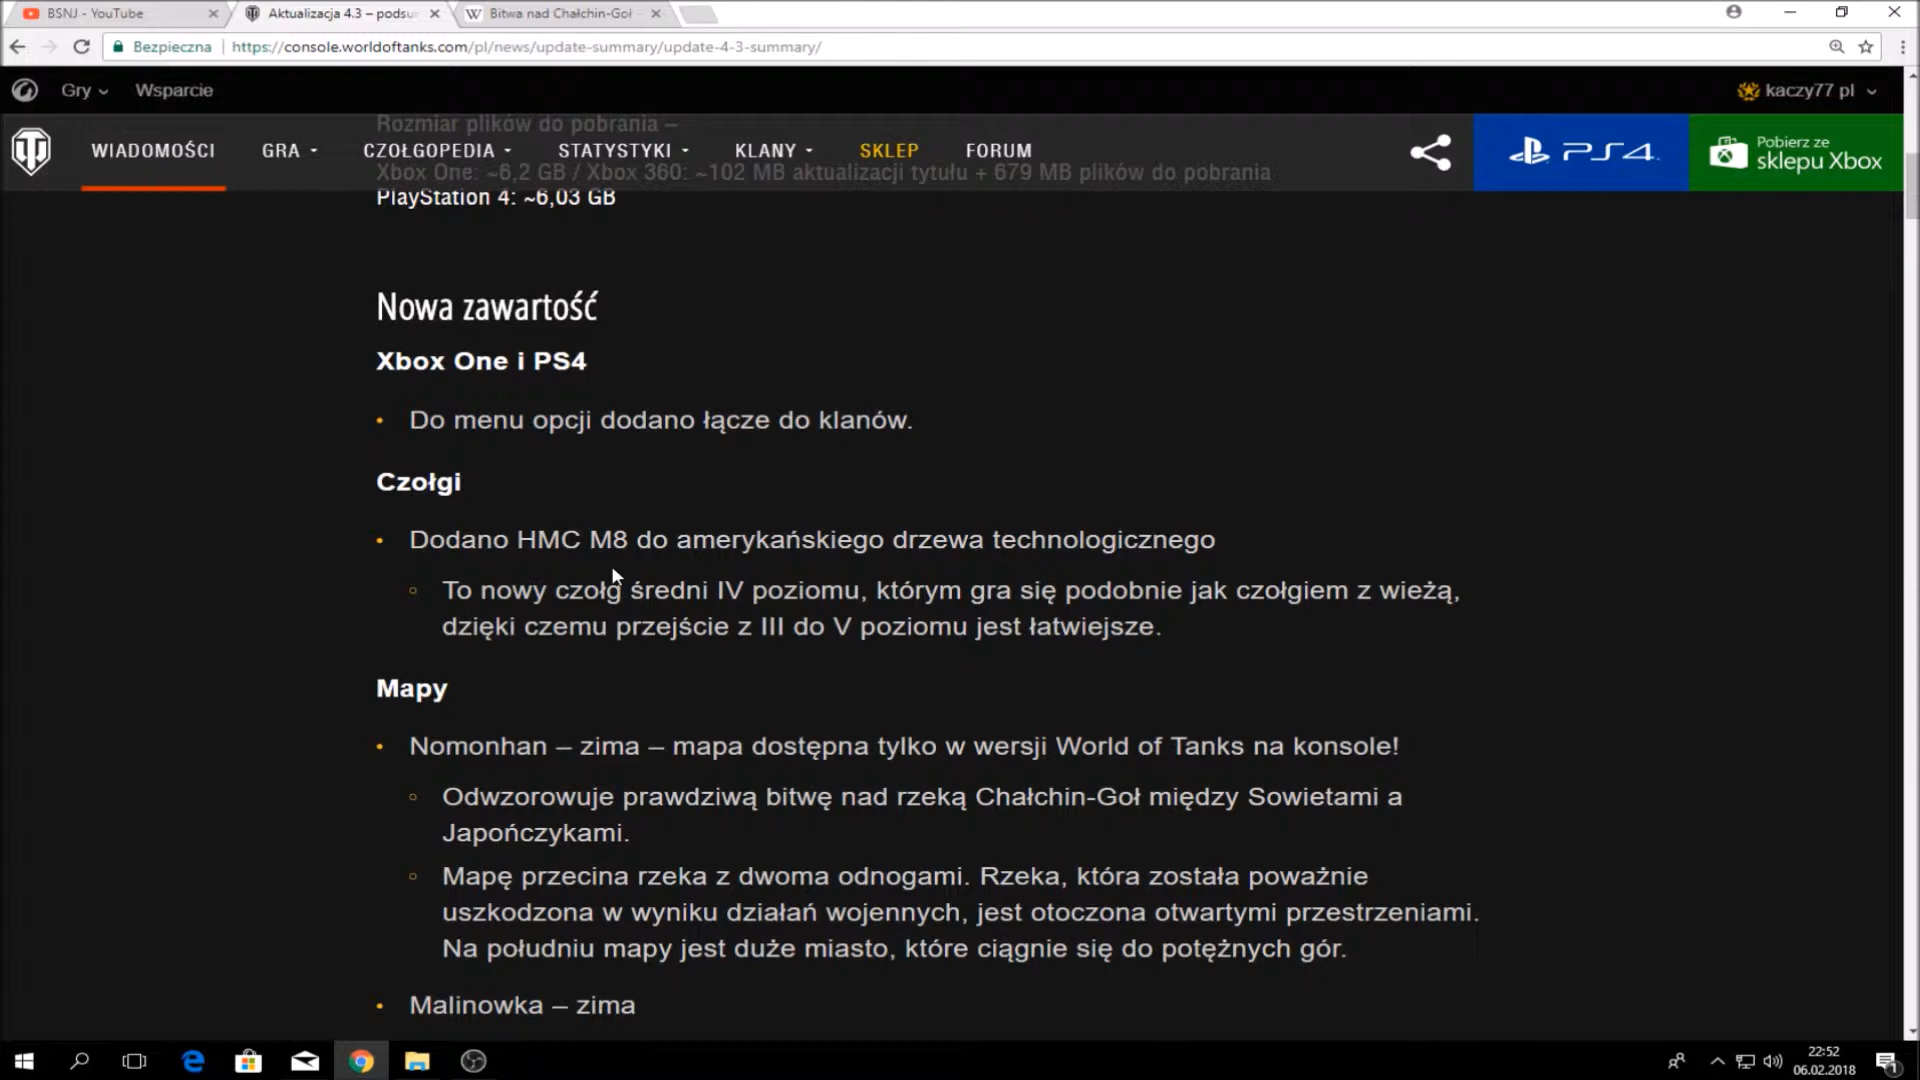 BSNJ - YouTube
Aktualizacja 4.3 – podsu
Bitwa nad Chałchin-Goł
Bezpieczna
https://console.worldoftanks.com/pl/news/update-summary/update-4-3-summary/
Gry
Wsparcie
kaczy77 pl
Rozmiar plików do pobrania –
WIADOMOŚCI
GRA
CZOŁGOPEDIA
STATYSTYKI
KLANY
SKLEP
FORUM
PS4
Pobierz ze
sklepu Xbox
Xbox One: ~6,2 GB / Xbox 360: ~102 MB aktualizacji tytułu + 679 MB plików do pobrania
PlayStation 4: ~6,03 GB
Nowa zawartość
Xbox One i PS4
Do menu opcji dodano łącze do klanów.
Czołgi
Dodano HMC M8 do amerykańskiego drzewa technologicznego
To nowy czołg średni IV poziomu, którym gra się podobnie jak czołgiem z wieżą,
dzięki czemu przejście z III do V poziomu jest łatwiejsze.
Mapy
Nomonhan – zima – mapa dostępna tylko w wersji World of Tanks na konsole!
Odwzorowuje prawdziwą bitwę nad rzeką Chałchin-Goł między Sowietami a
Japończykami.
Mapę przecina rzeka z dwoma odnogami. Rzeka, która została poważnie
uszkodzona w wyniku działań wojennych, jest otoczona otwartymi przestrzeniami.
Na południu mapy jest duże miasto, które ciągnie się do potężnych gór.
Malinowka – zima
22:52
06.02.2018
1